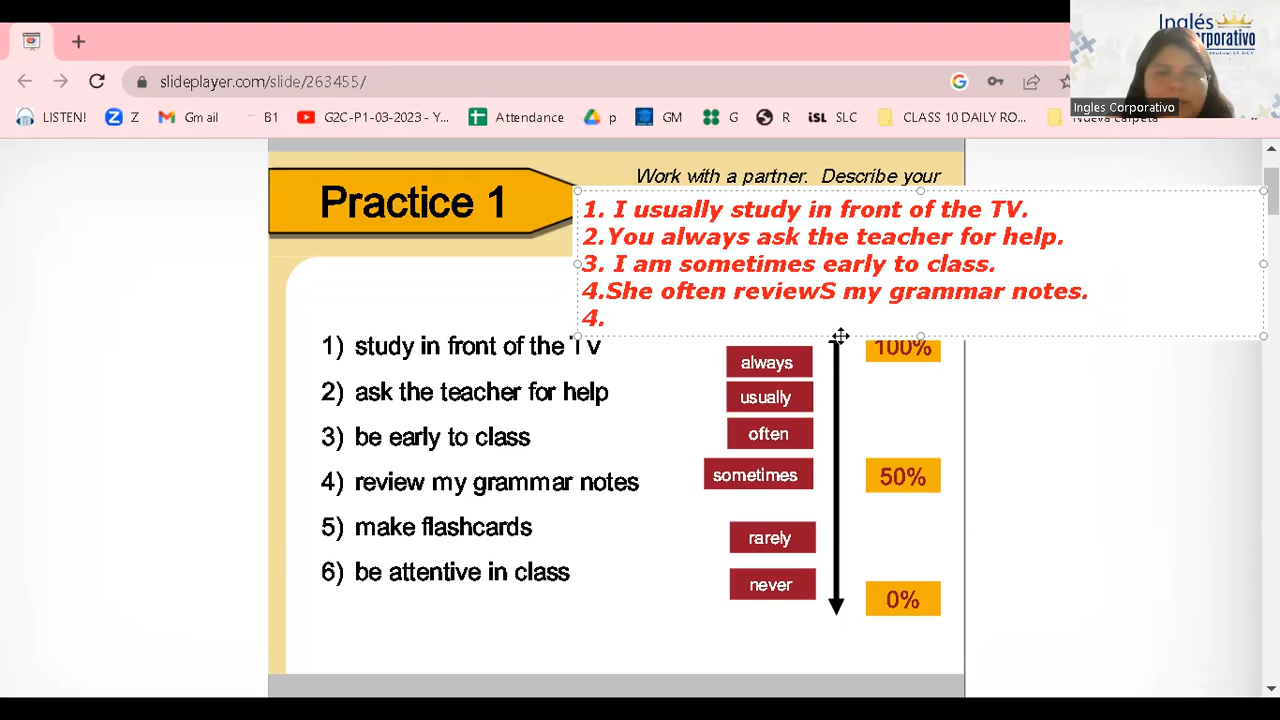 Inglés
Corporativo
slideplayer.com/slide/263455/
Ingles Corporativo
LISTEN!
Z
Gmail
B1
G2C-T1-03-2023 - Y...
Attendance
p
GM
G
R
iSL
SLC
CLASS 10 DAILY RO...
Nueva carpeta
»
Practice 1
Work with a partner. Describe your
1. I usually study in front of the TV.
2.You always ask the teacher for help.
3. I am sometimes early to class.
4.She often reviewS my grammar notes.
4.
1) study in front of the TV
2) ask the teacher for help
3) be early to class
4) review my grammar notes
5) make flashcards
6) be attentive in class
always
usually
often
sometimes
rarely
never
100%
50%
0%